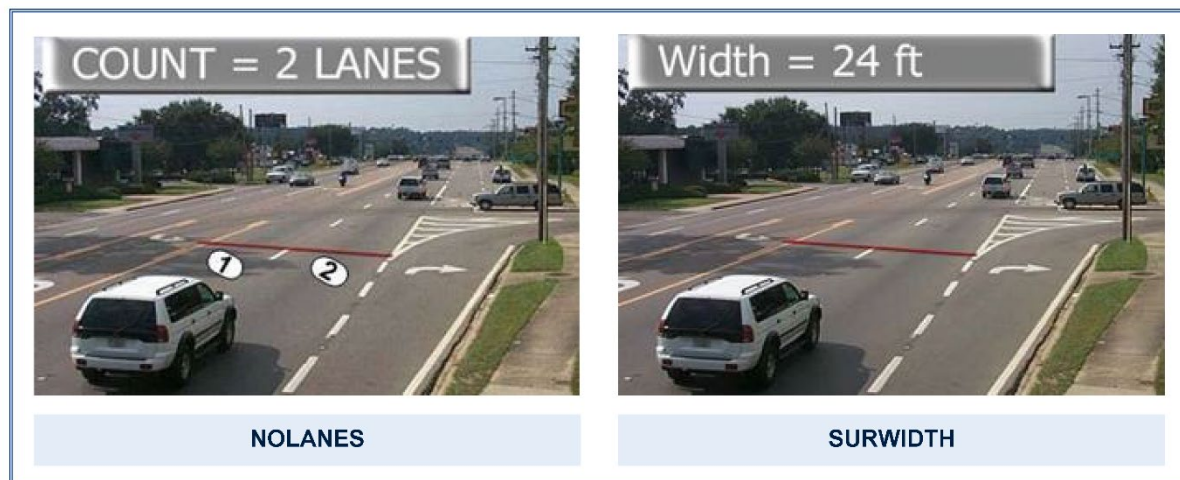 COUNT = 2 LANES
Width = 24 ft
1
2
NOLANES
SURWIDTH